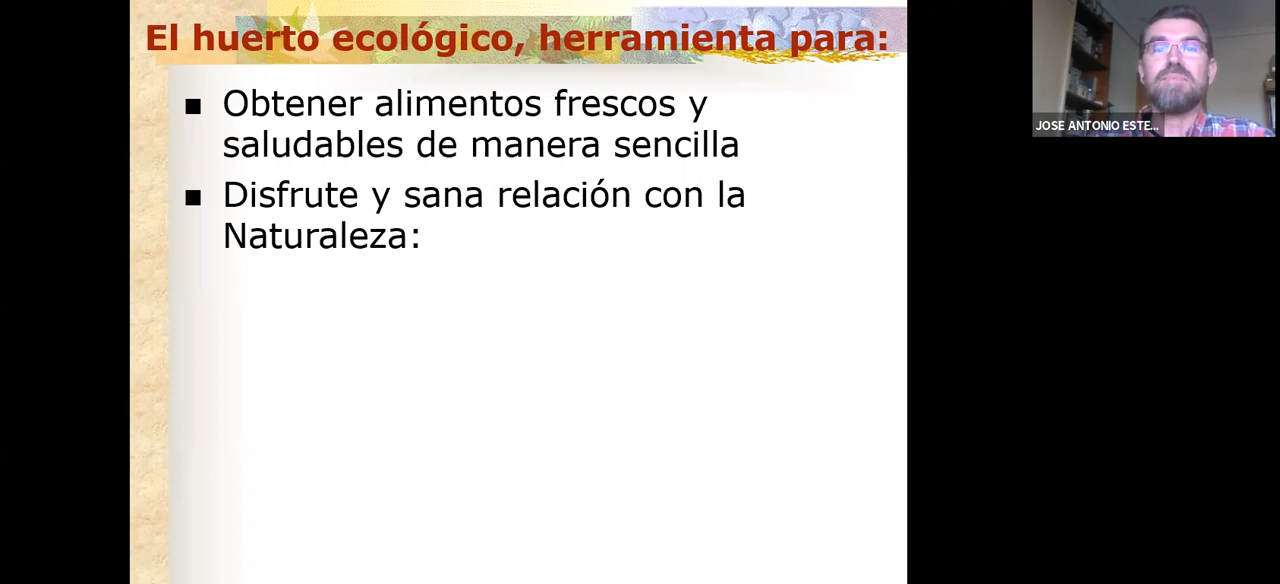 El huerto ecológico, herramienta para:
■ Obtener alimentos frescos y
saludables de manera sencilla
■ Disfrute y sana relación con la
Naturaleza:
JOSE ANTONIO ESTE...